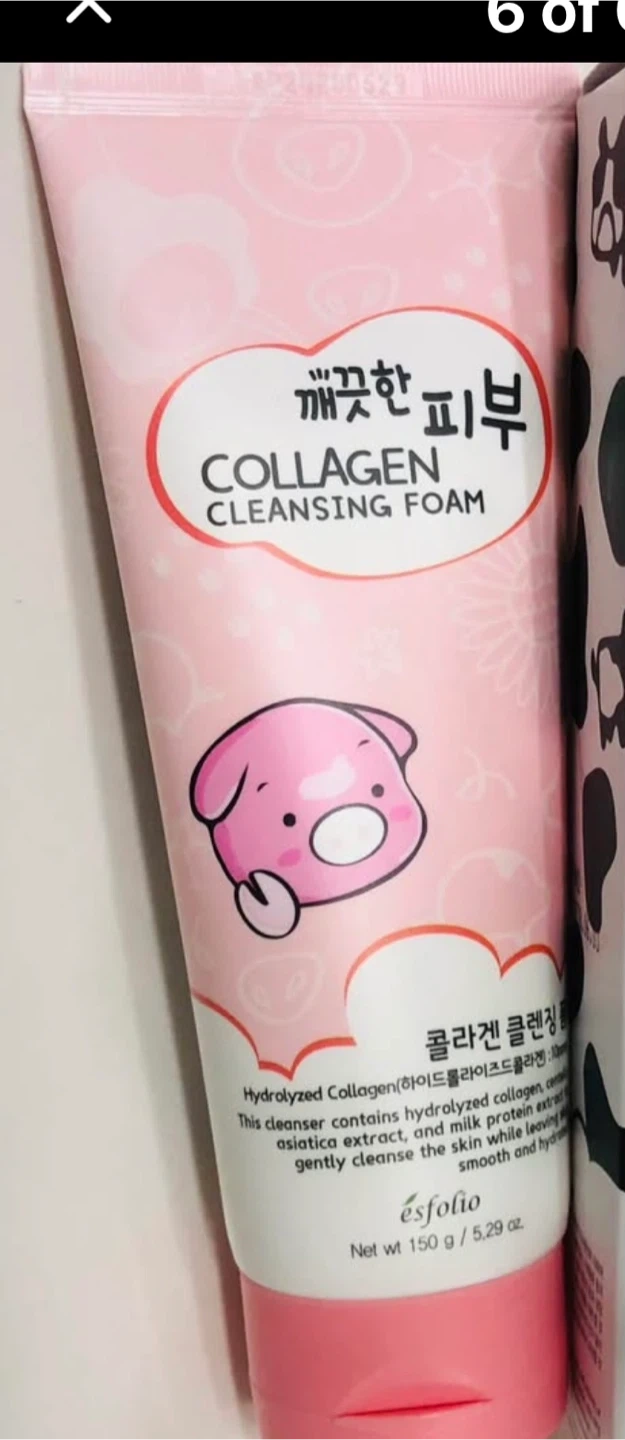 6 of
깨끗한 피부
COLLAGEN
CLEANSING FOAM
콜라겐 클렌징
Hydrolyzed Collagen(하이드롤라이즈드콜라겐) :10ppm
This cleanser contains hydrolyzed collagen,
asiatica extract, and milk protein extract
gently cleanse the skin while leaving
smooth and
ésfolio
Net wt 150 g / 5.29 oz.